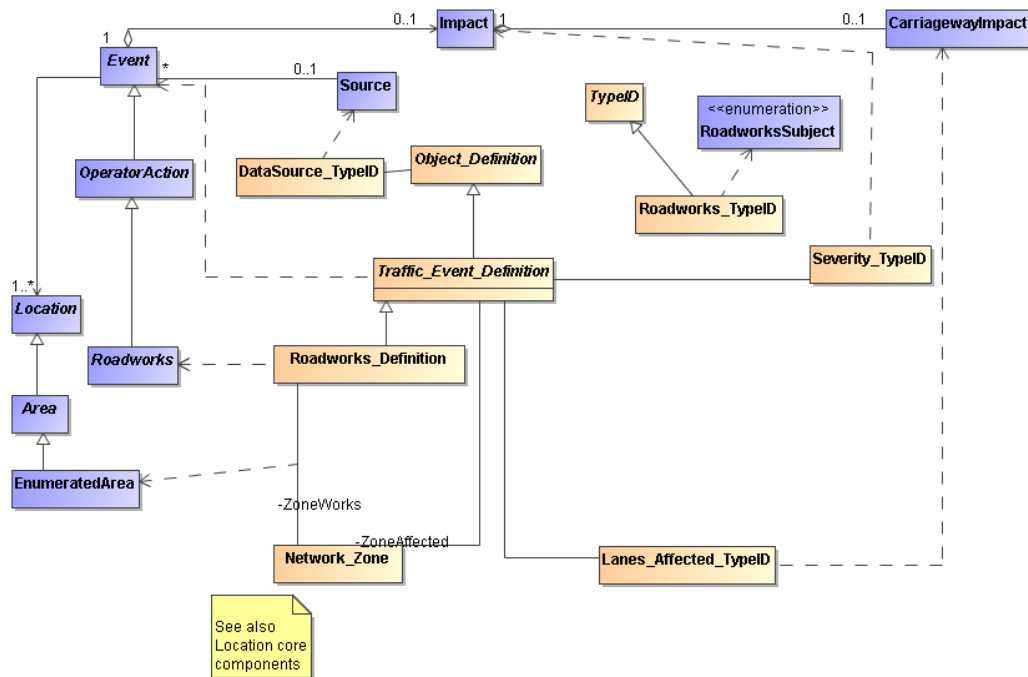 0..1
Impact
1
0..1
CarriagewayImpact
1
Event
*
0..1
Source
TypeID
<<enumeration>>
RoadworksSubject
OperatorAction
DataSource_TypeID
Object_Definition
Roadworks_TypeID
Traffic_Event_Definition
Severity_TypeID
1..*
Location
Roadworks
Roadworks_Definition
Area
EnumeratedArea
-ZoneWorks
-ZoneAffected
Network_Zone
Lanes_Affected_TypeID
See also
Location core
components